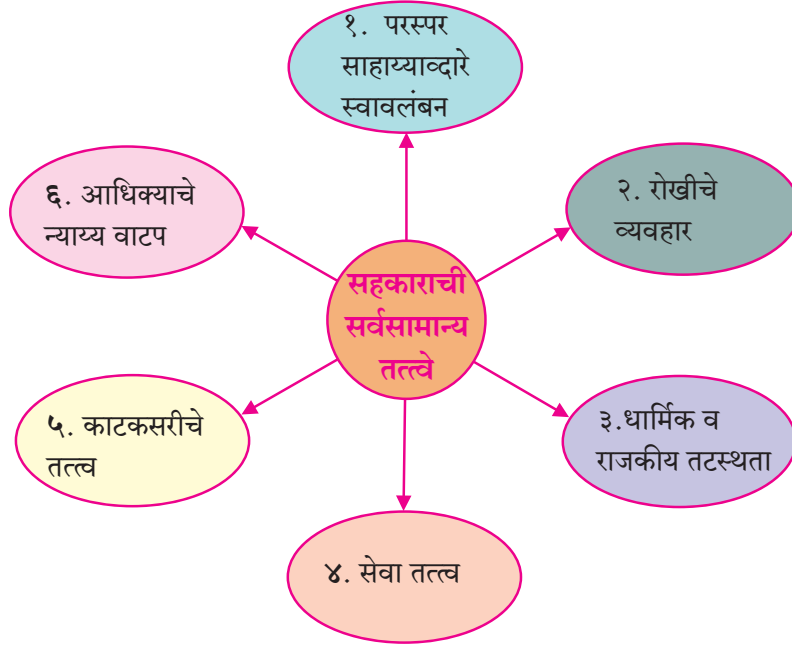 १. परस्पर
साहाय्याव्दारे
स्वावलंबन
२. रोखीचे
व्यवहार
३.धार्मिक व
राजकीय तटस्थता
४. सेवा तत्त्व
५. काटकसरीचे
तत्त्व
६. आधिक्याचे
न्याय्य वाटप
सहकाराची
सर्वसामान्य
तत्त्वे